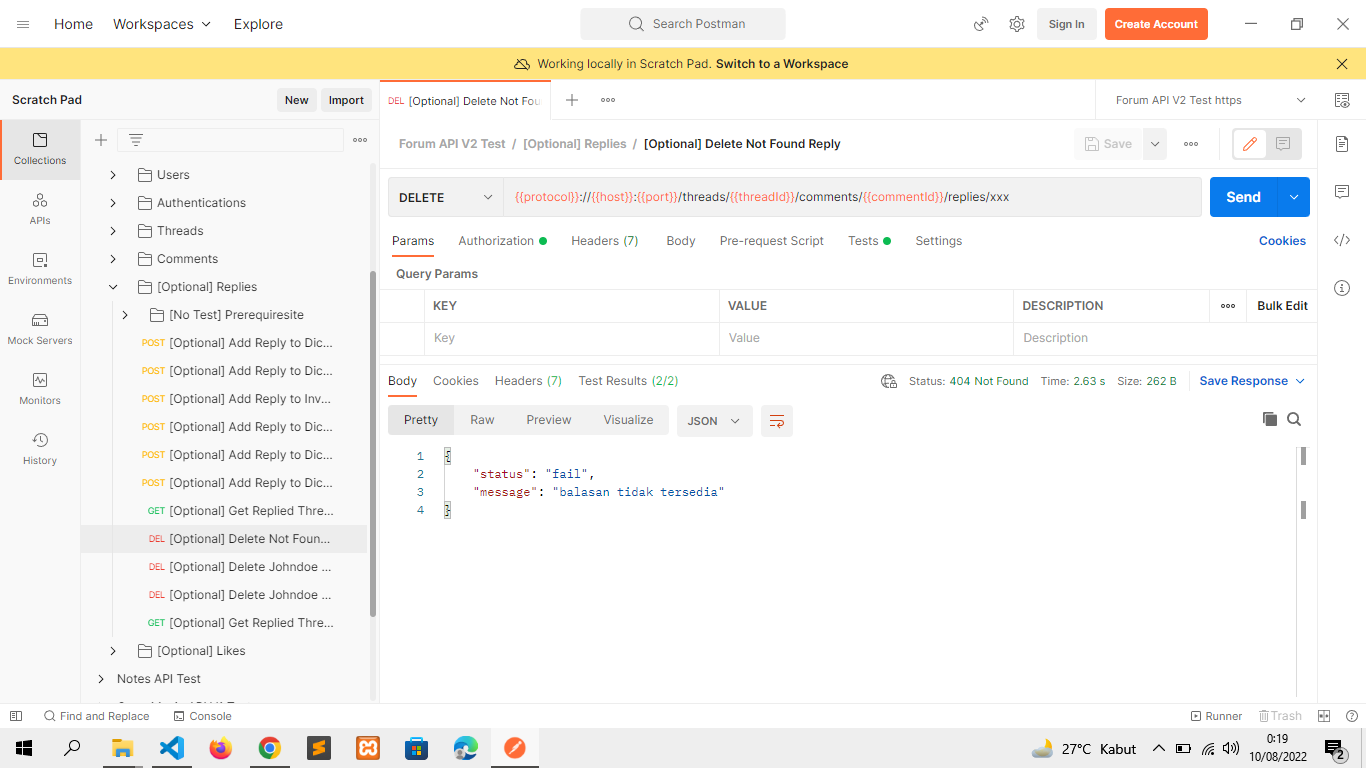 Home Workspaces Explore Search Postman Sign In Create Account
Working locally in Scratch Pad. Switch to a Workspace
Scratch Pad New Import DEL [Optional] Delete Not Fou Forum API V2 Test https
Collections
APIs
Environments
Mock Servers
Monitors
History
Users
Authentications
Threads
Comments
[Optional] Replies
[No Test] Prerequiresite
POST [Optional] Add Reply to Dic...
POST [Optional] Add Reply to Dic...
POST [Optional] Add Reply to Inv...
POST [Optional] Add Reply to Dic...
POST [Optional] Add Reply to Dic...
POST [Optional] Add Reply to Dic...
GET [Optional] Get Replied Thre...
DEL [Optional] Delete Not Foun...
DEL [Optional] Delete Johndoe ...
DEL [Optional] Delete Johndoe ...
GET [Optional] Get Replied Thre...
[Optional] Likes
Notes API Test
Forum API V2 Test / [Optional] Replies / [Optional] Delete Not Found Reply Save
DELETE {{protocol}}://{{host}}:{{port}}/threads/{{threadId}}/comments/{{commentId}}/replies/xxx Send
Params Authorization Headers (7) Body Pre-request Script Tests Settings Cookies
Query Params
KEY VALUE DESCRIPTION Bulk Edit
Key Value Description
Body Cookies Headers (7) Test Results (2/2) Status: 404 Not Found Time: 2.63 s Size: 262 B Save Response
Pretty Raw Preview Visualize JSON
1 {
2 "status": "fail",
3 "message": "balasan tidak tersedia"
4 }
Find and Replace Console Runner Trash
27°C Kabut 0:19
10/08/2022 2